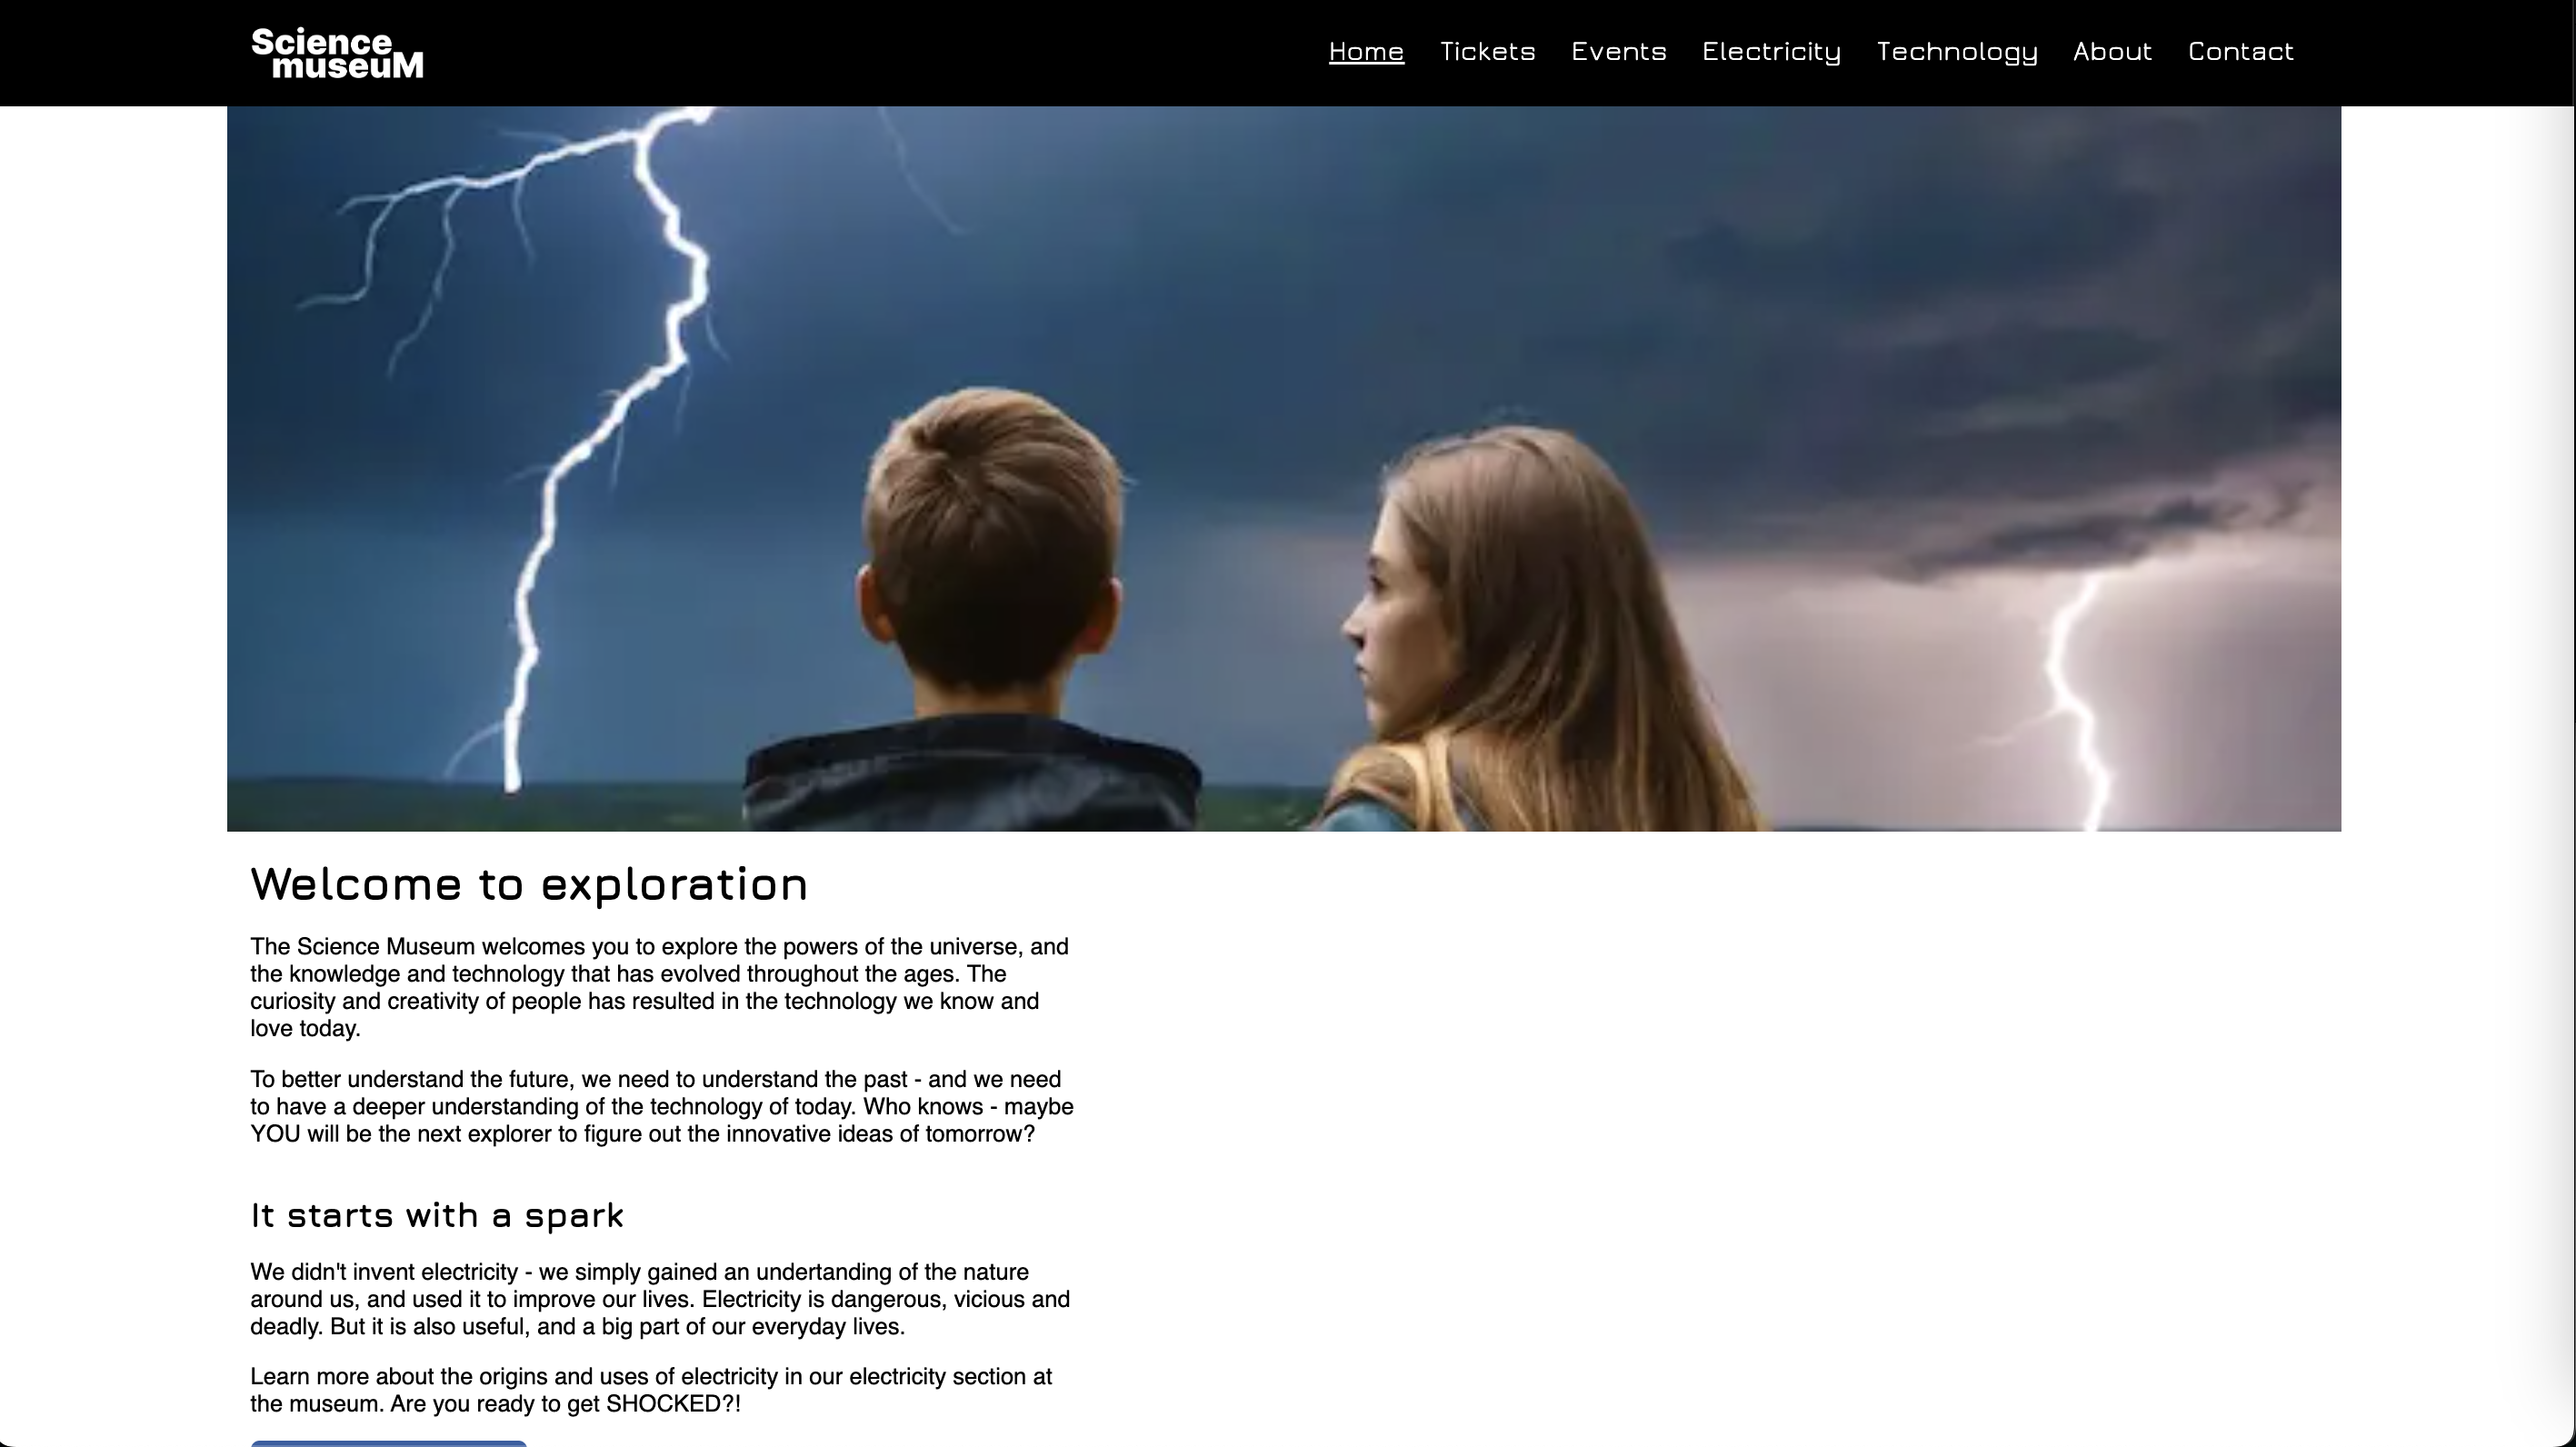 Science
museuM
Home Tickets Events Electricity Technology About Contact
Welcome to exploration
The Science Museum welcomes you to explore the powers of the universe, and
the knowledge and technology that has evolved throughout the ages. The
curiosity and creativity of people has resulted in the technology we know and
love today.
To better understand the future, we need to understand the past - and we need
to have a deeper understanding of the technology of today. Who knows - maybe
YOU will be the next explorer to figure out the innovative ideas of tomorrow?
It starts with a spark
We didn't invent electricity - we simply gained an undertanding of the nature
around us, and used it to improve our lives. Electricity is dangerous, vicious and
deadly. But it is also useful, and a big part of our everyday lives.
Learn more about the origins and uses of electricity in our electricity section at
the museum. Are you ready to get SHOCKED?!